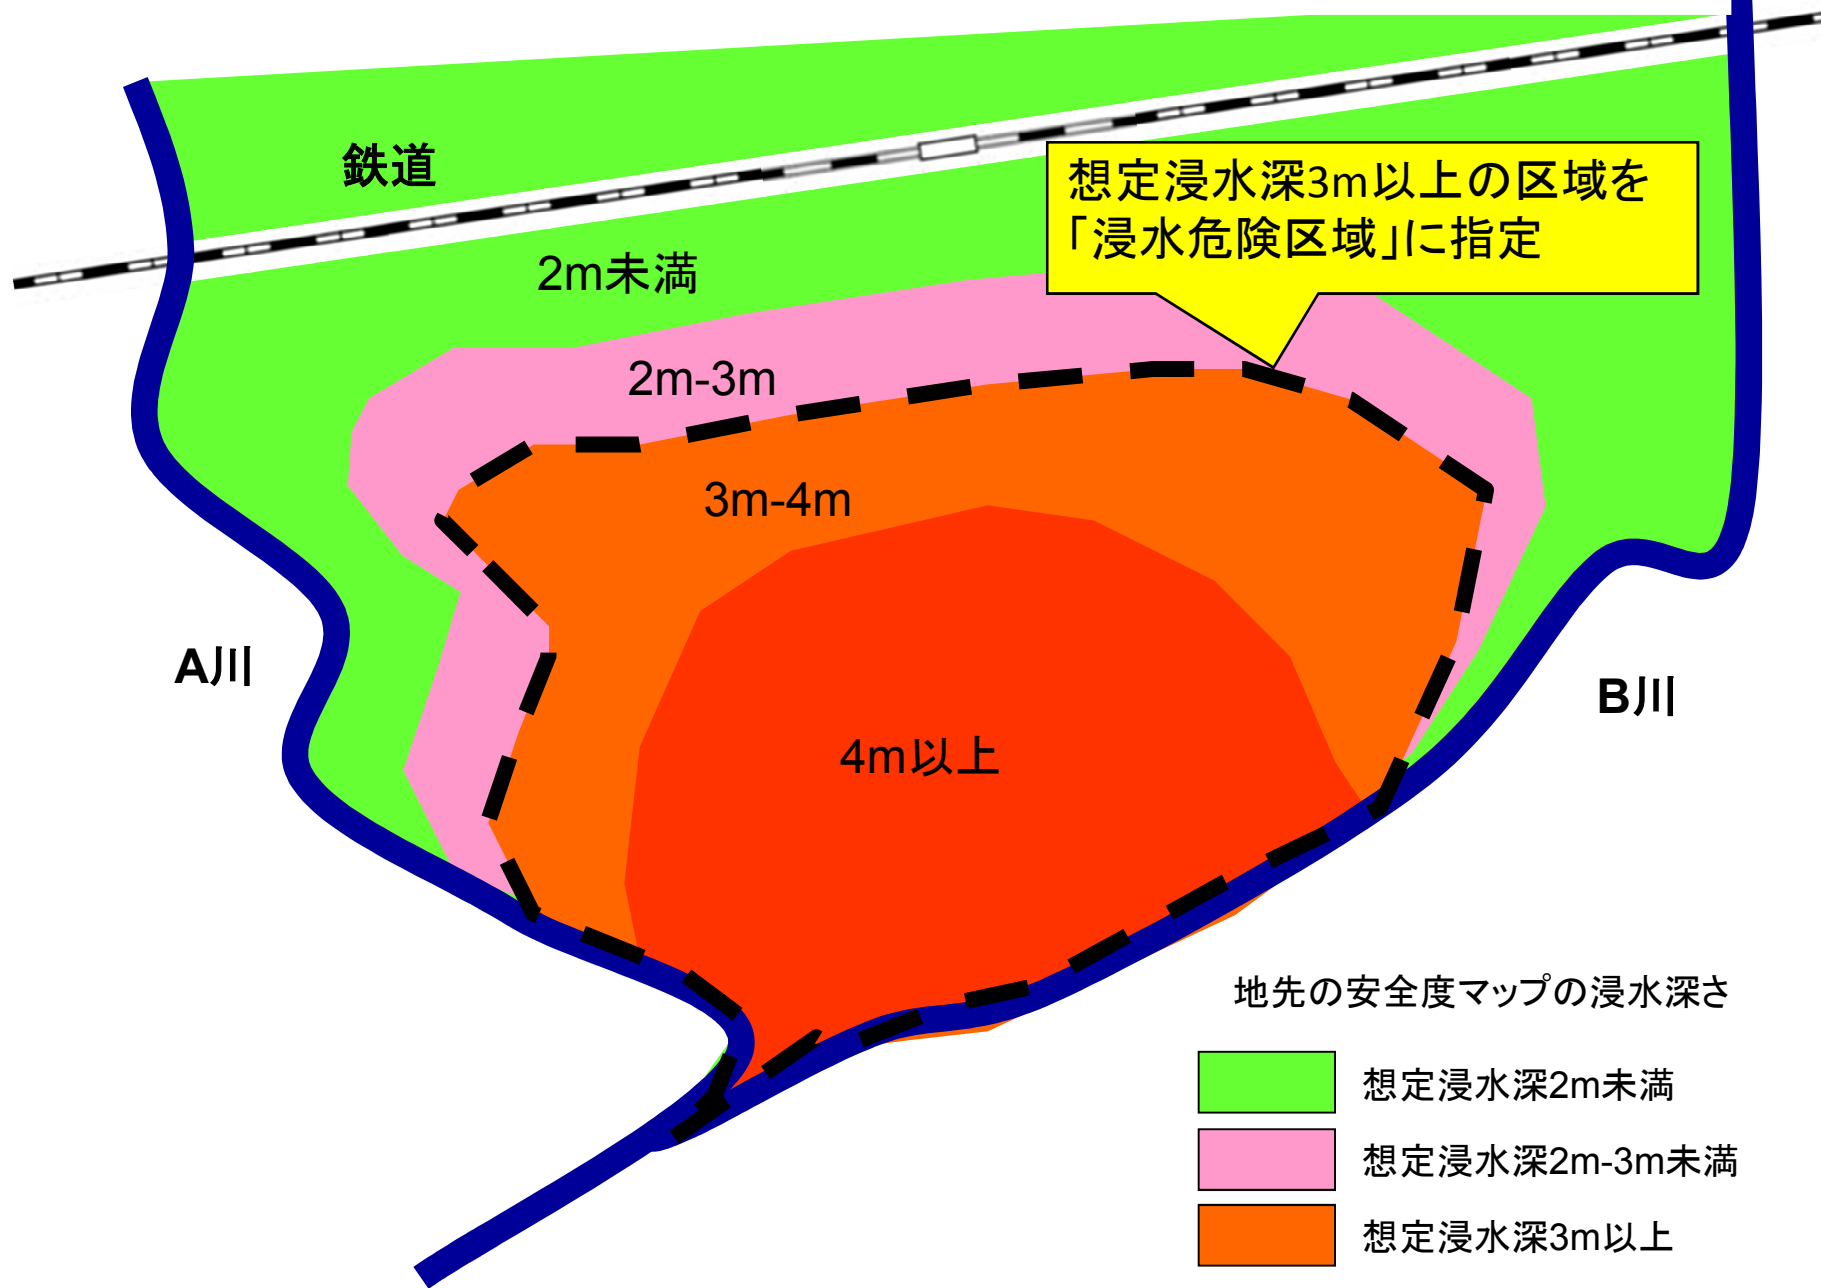 鉄道
想定浸水深3m以上の区域を
「浸水危険区域」に指定
2m未満
2m-3m
3m-4m
A川
B川
4m以上
地先の安全度マップの浸水深さ
想定浸水深2m未満
想定浸水深2m-3m未満
想定浸水深3m以上